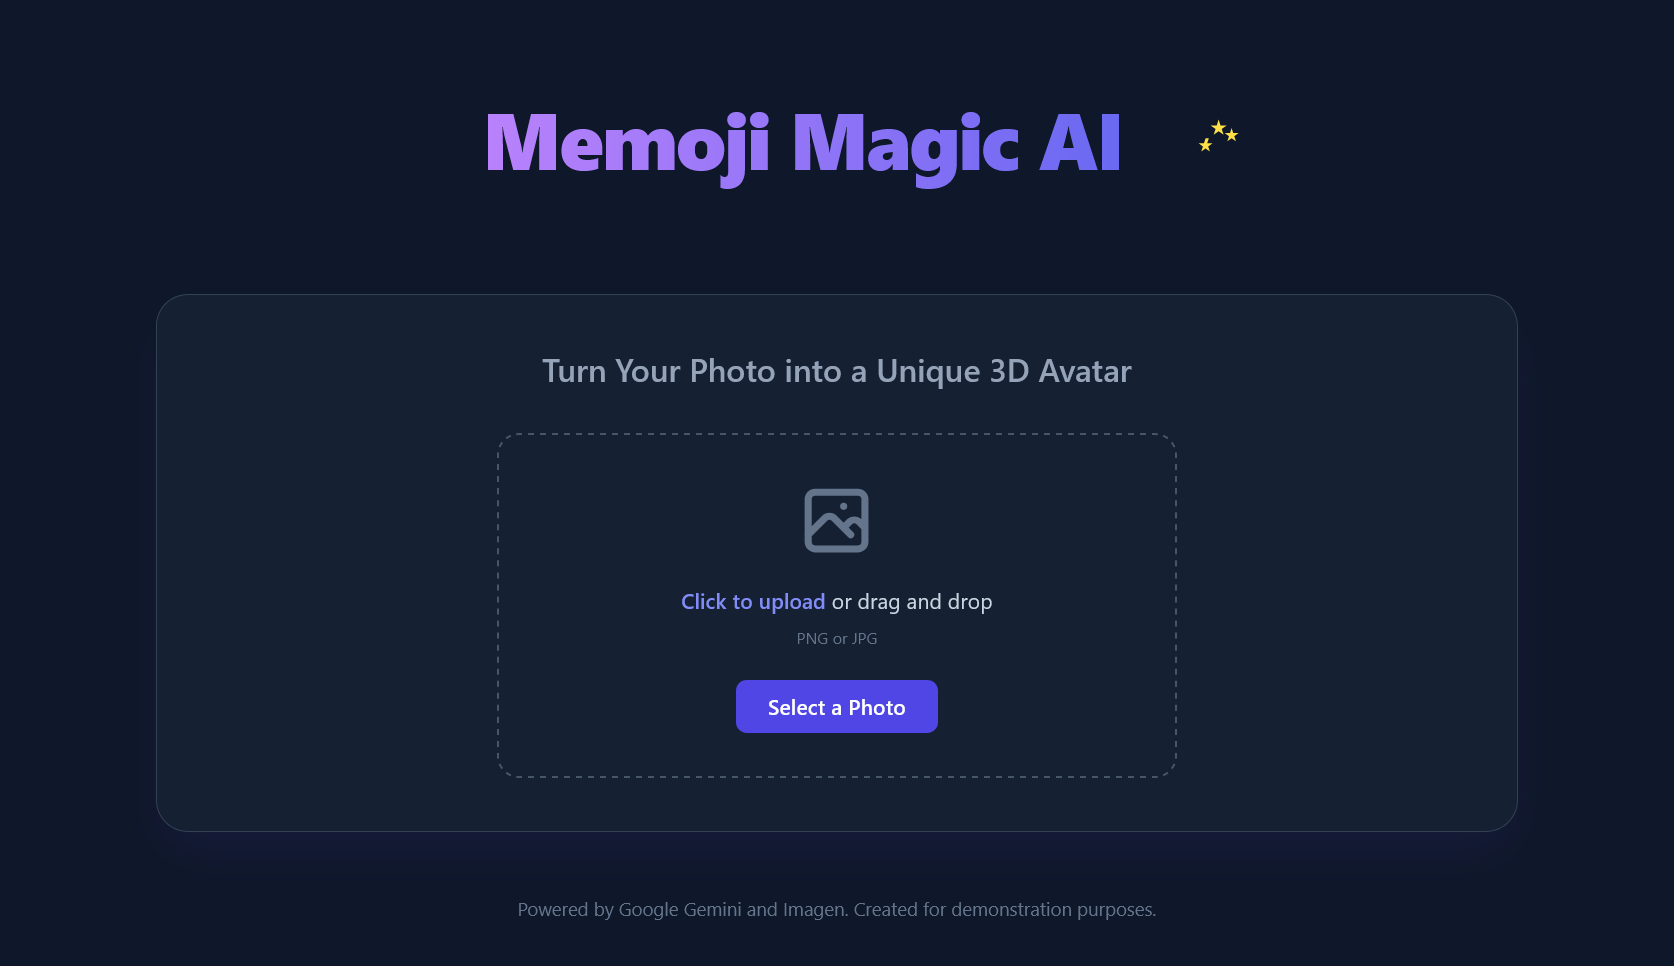 Memoji Magic AI
Turn Your Photo into a Unique 3D Avatar
Click to upload or drag and drop
PNG or JPG
Select a Photo
Powered by Google Gemini and Imagen. Created for demonstration purposes.